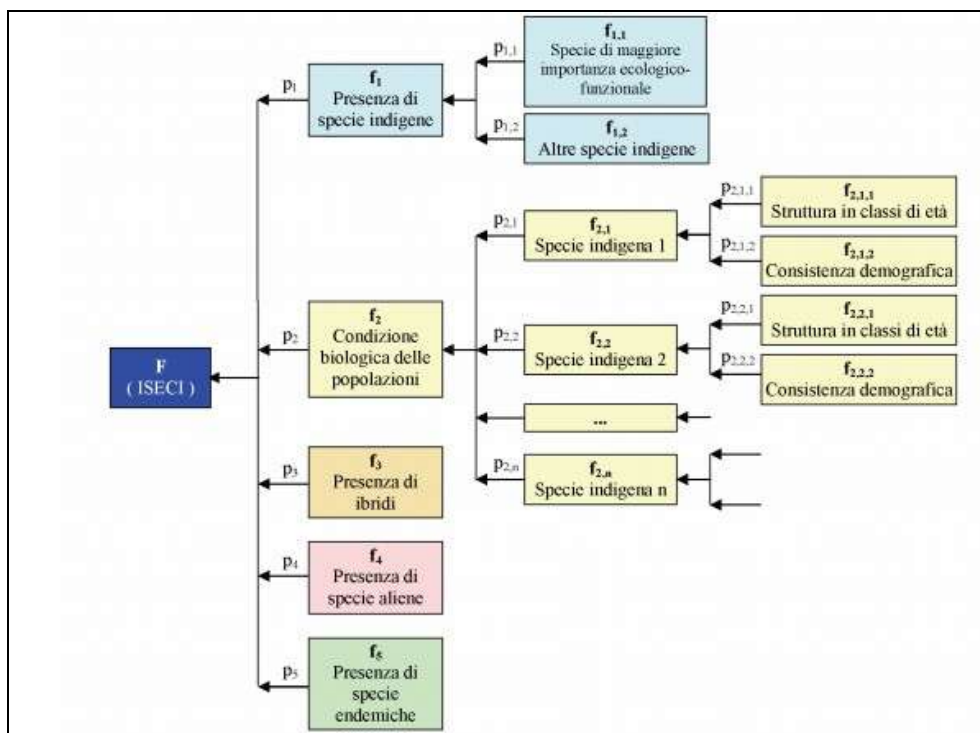 F
( ISECI )
p1
f1
Presenza di
specie indigene
p1,1
f1,1
Specie di maggiore
importanza ecologico-
funzionale
p1,2
f1,2
Altre specie indigene
p2
f2
Condizione
biologica delle
popolazioni
p2,1
f2,1
Specie indigena 1
p2,1,1
f2,1,1
Struttura in classi di età
p2,1,2
f2,1,2
Consistenza demografica
p2,2
f2,2
Specie indigena 2
p2,2,1
f2,2,1
Struttura in classi di età
p2,2,2
f2,2,2
Consistenza demografica
...
p2,n
f2,n
Specie indigena n
p3
f3
Presenza di
ibridi
p4
f4
Presenza di
specie aliene
p5
f5
Presenza di
specie
endemiche